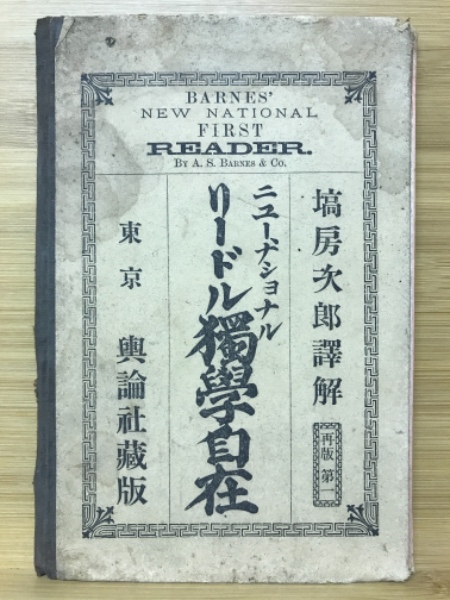 BARNES'
NEW NATIONAL
FIRST
READER.
BY A. S. BARNES & CO.
塙房次郎譯解
再版 第一
ニューナショナル
リードル獨學自在
東京 輿論社藏版